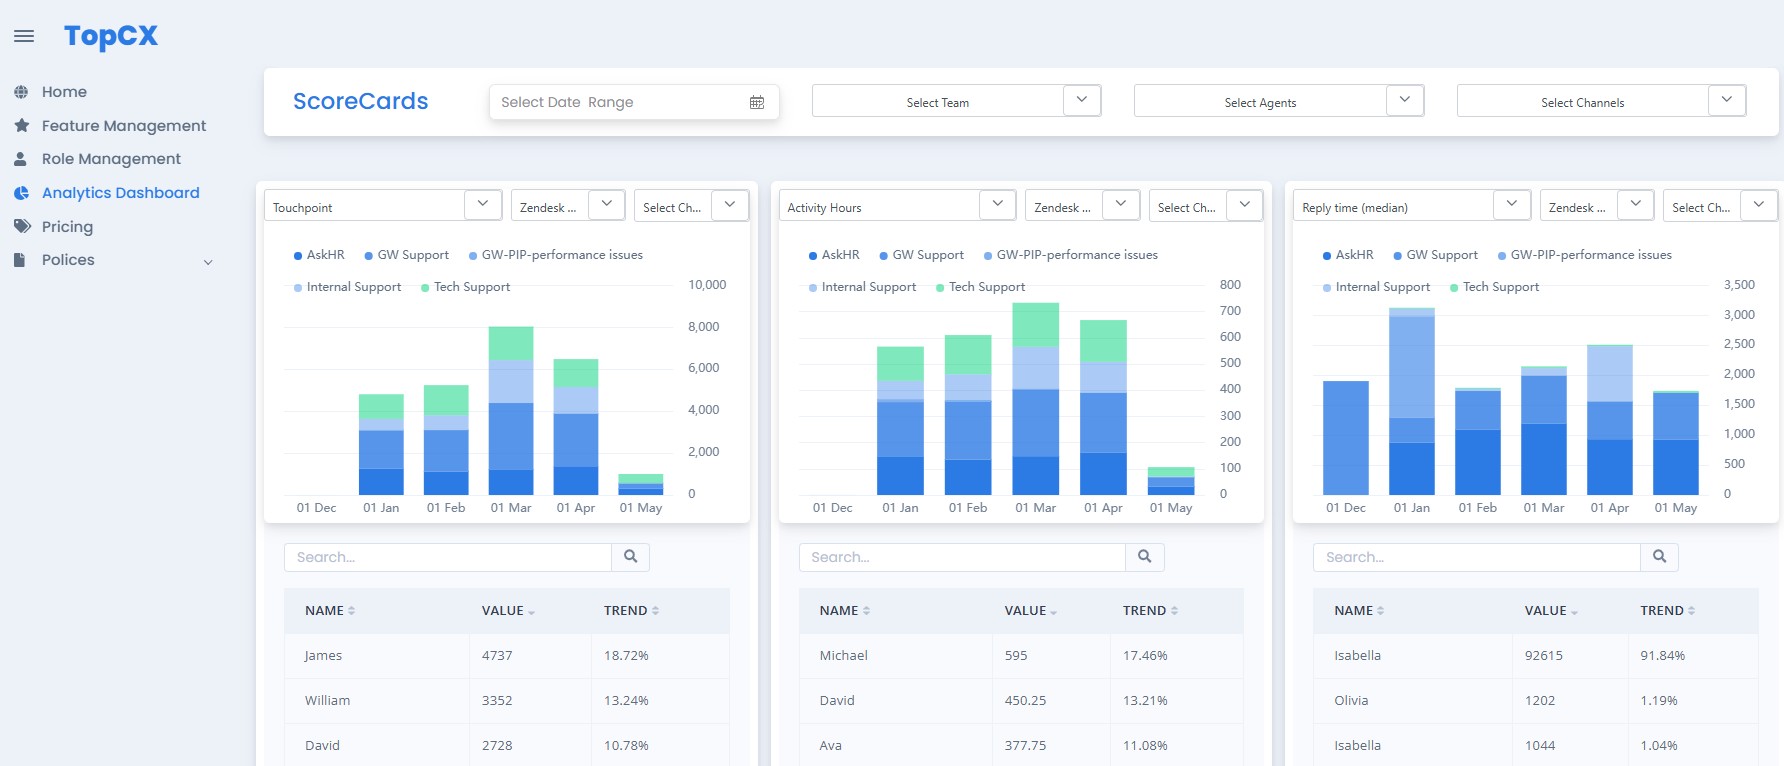 TopCX
Home
Feature Management
Role Management
Analytics Dashboard
Pricing
Polices
ScoreCards
Select Date Range
Select Team
Select Agents
Select Channels
Touchpoint
Zendesk ...
Select Ch...
AskHR GW Support GW-PIP-performance issues
Internal Support Tech Support
10,000
8,000
6,000
4,000
2,000
0
01 Dec 01 Jan 01 Feb 01 Mar 01 Apr 01 May
Search...
NAME VALUE TREND
James 4737 18.72%
William 3352 13.24%
David 2728 10.78%
Activity Hours
Zendesk ...
Select Ch...
AskHR GW Support GW-PIP-performance issues
Internal Support Tech Support
800
700
600
500
400
300
200
100
0
01 Dec 01 Jan 01 Feb 01 Mar 01 Apr 01 May
Search...
NAME VALUE TREND
Michael 595 17.46%
David 450.25 13.21%
Ava 377.75 11.08%
Reply time (median)
Zendesk ...
Select Ch...
AskHR GW Support GW-PIP-performance issues
Internal Support Tech Support
3,500
3,000
2,500
2,000
1,500
1,000
500
0
01 Dec 01 Jan 01 Feb 01 Mar 01 Apr 01 May
Search...
NAME VALUE TREND
Isabella 92615 91.84%
Olivia 1202 1.19%
Isabella 1044 1.04%